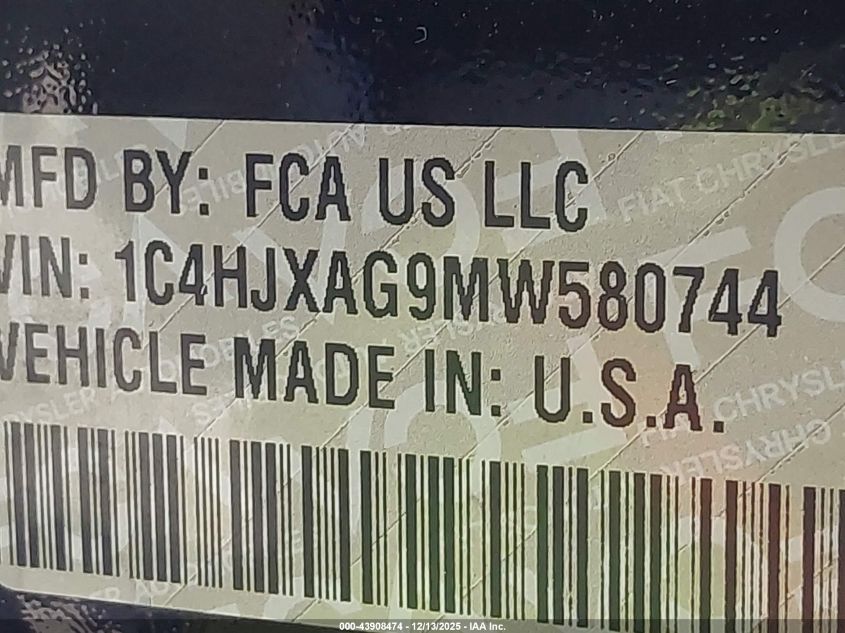 MFD BY: FCA US LLC
VIN: 1C4HJXAG9MW580744
VEHICLE MADE IN: U.S.A.
000-43908474 - 12/13/2025 - IAA Inc.